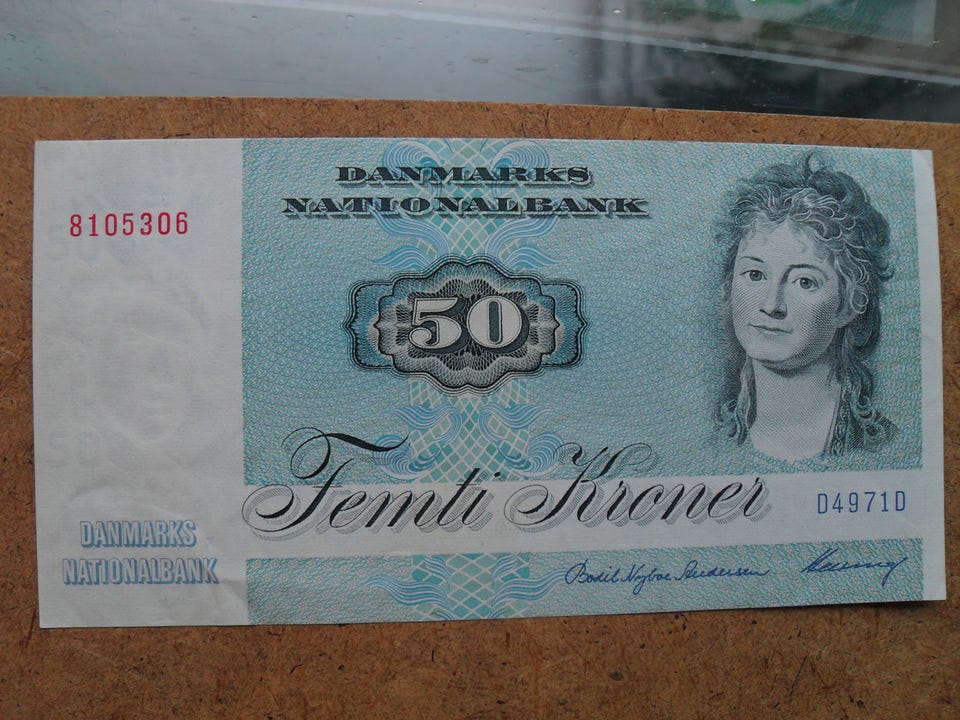 DANMARKS
NATIONALBANK
8105306
50
Femti Kroner
D4971D
DANMARKS
NATIONALBANK
Bodil Nyboe Andersen